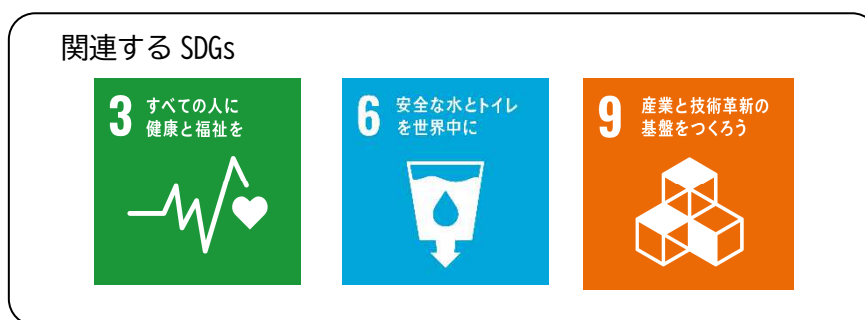 関連する SDGs
3 すべての人に
健康と福祉を
6 安全な水とトイレ
を世界中に
9 産業と技術革新の
基盤をつくろう